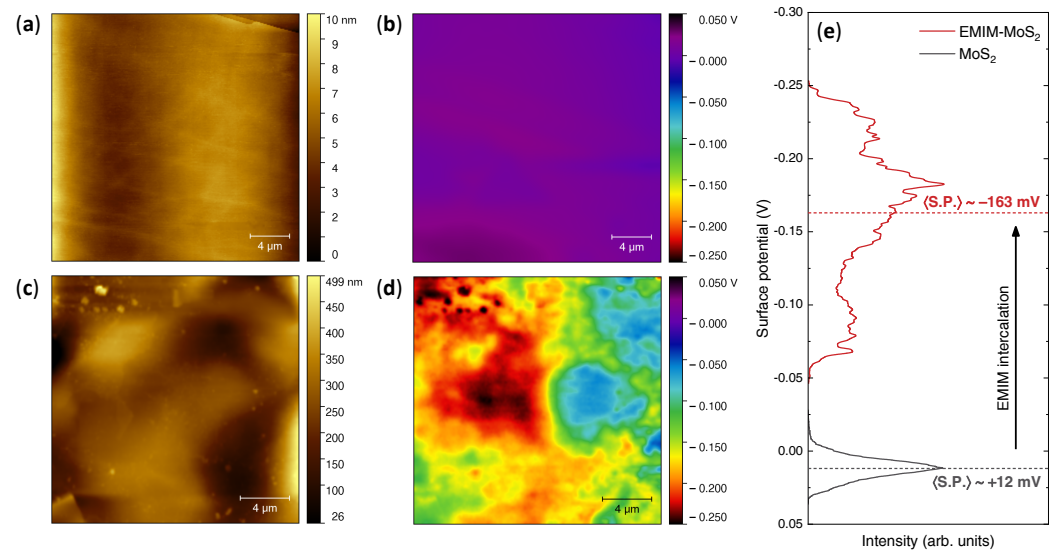 (a)
10 nm
9
8
7
6
5
4
3
2
1
0
4 μm
(b)
0.050 V
0.000
0.050
0.100
0.150
0.200
0.250
4 μm
(c)
499 nm
450
400
350
300
250
200
150
100
50
26
4 μm
(d)
0.050 V
0.000
0.050
0.100
0.150
0.200
0.250
4 μm
(e)
EMIM-MoS₂
MoS₂
-0.30
-0.25
-0.20
-0.15
-0.10
-0.05
0.00
0.05
Surface potential (V)
⟨S.P.⟩ ~ −163 mV
EMIM intercalation
⟨S.P.⟩ ~ +12 mV
Intensity (arb. units)